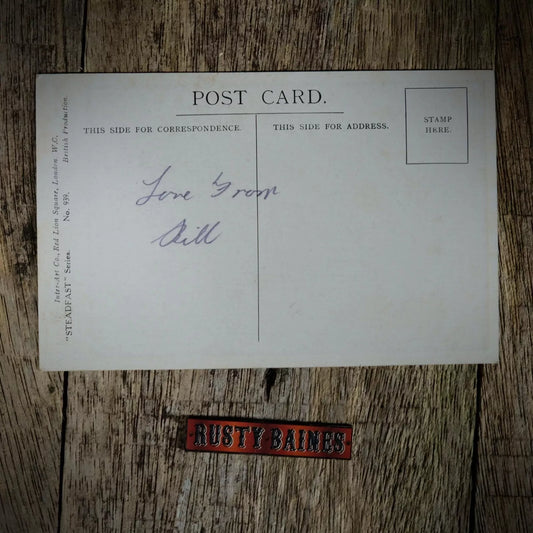 POST CARD.
THIS SIDE FOR CORRESPONDENCE.
THIS SIDE FOR ADDRESS.
STAMP
HERE.
Inter-Art Co., Red Lion Square, London, W.C.
British Production.
"STEADFAST" Series. No. 939.
Love From
Bill
RUSTY BAINES